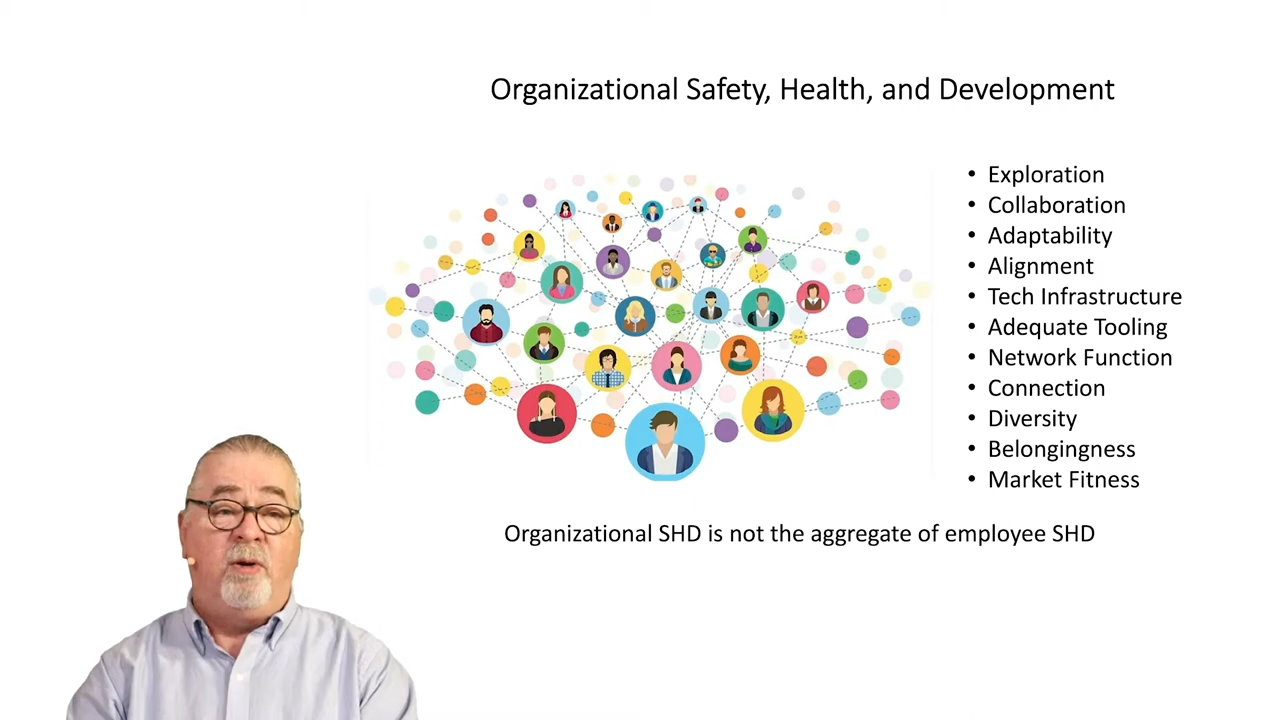 Organizational Safety, Health, and Development
• Exploration
• Collaboration
• Adaptability
• Alignment
• Tech Infrastructure
• Adequate Tooling
• Network Function
• Connection
• Diversity
• Belongingness
• Market Fitness
Organizational SHD is not the aggregate of employee SHD